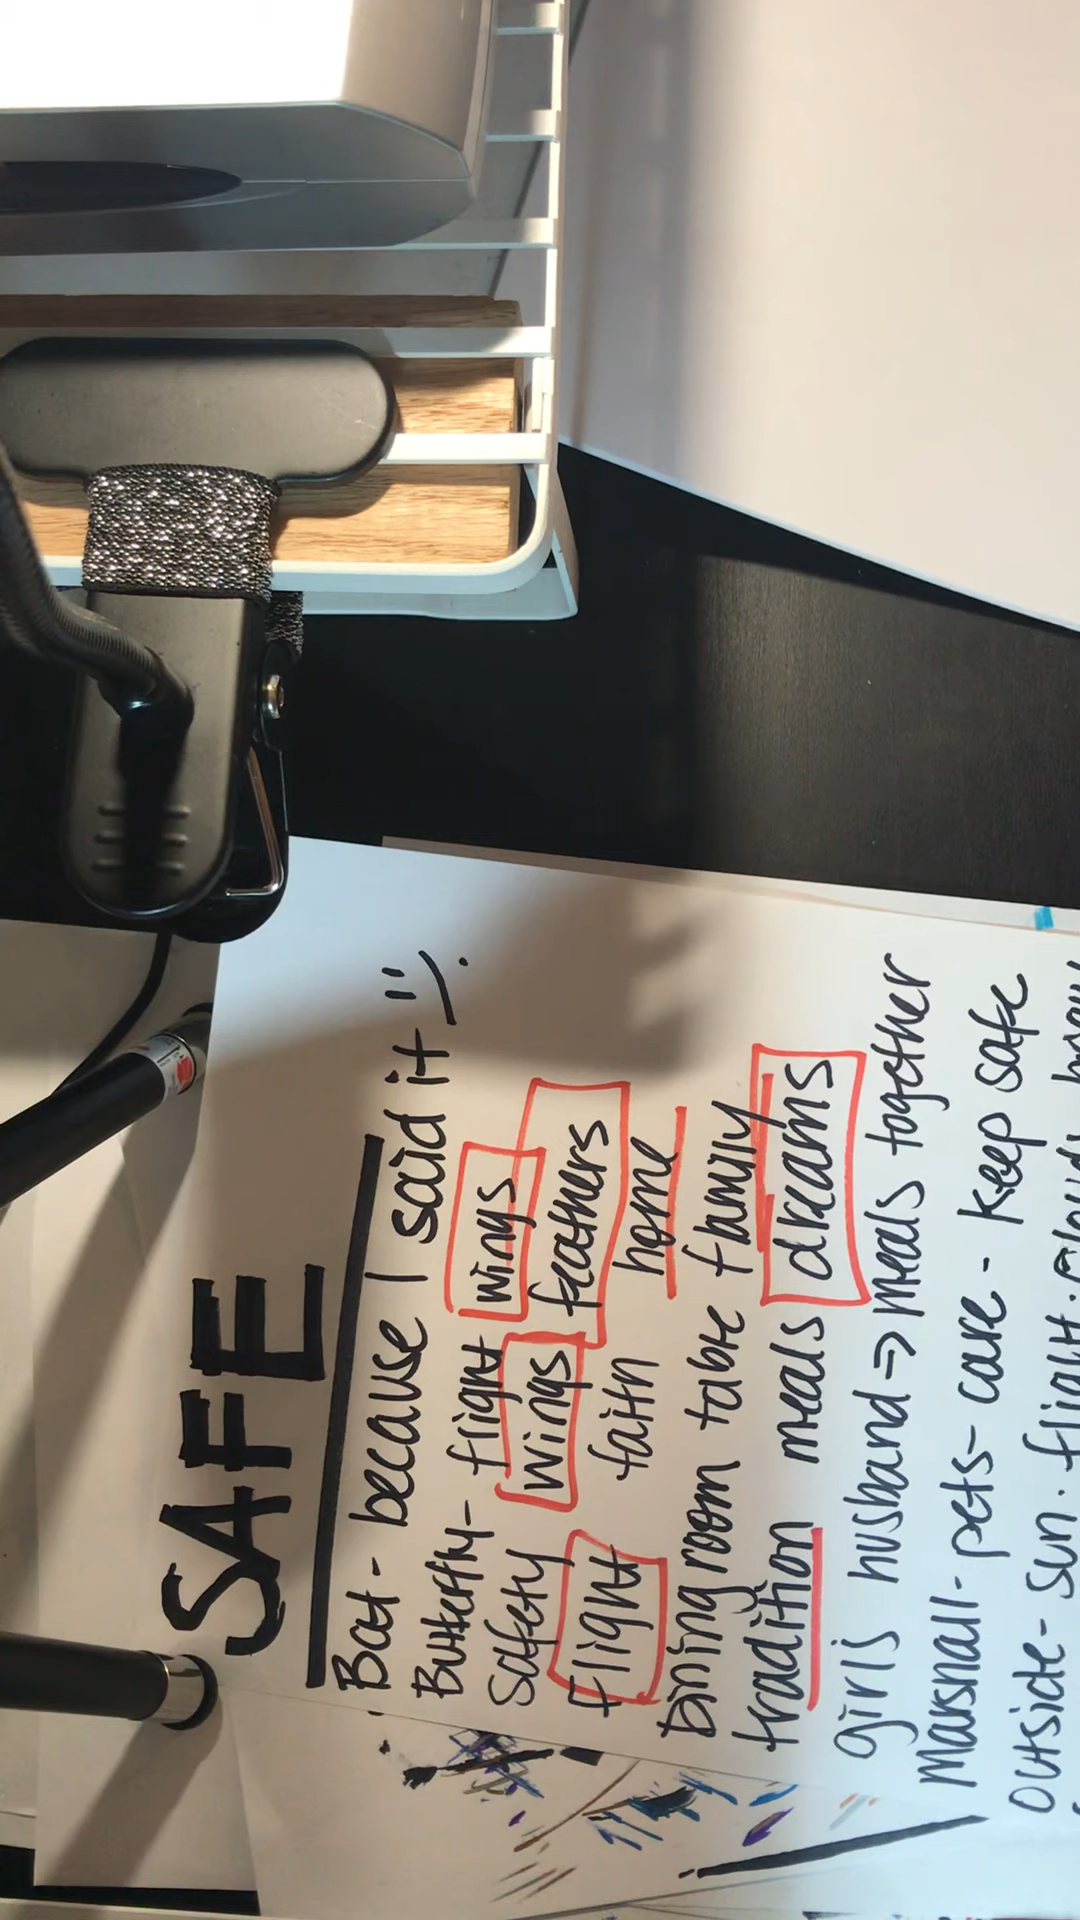 SAFE
Bat - because I said it
Butterfly - flight wings
safety wings feathers
flight faith home
Dining room table family
tradition meals dreams
girls husband => meals together
Marshall - pets - care - keep safe
outside - sun. flight.